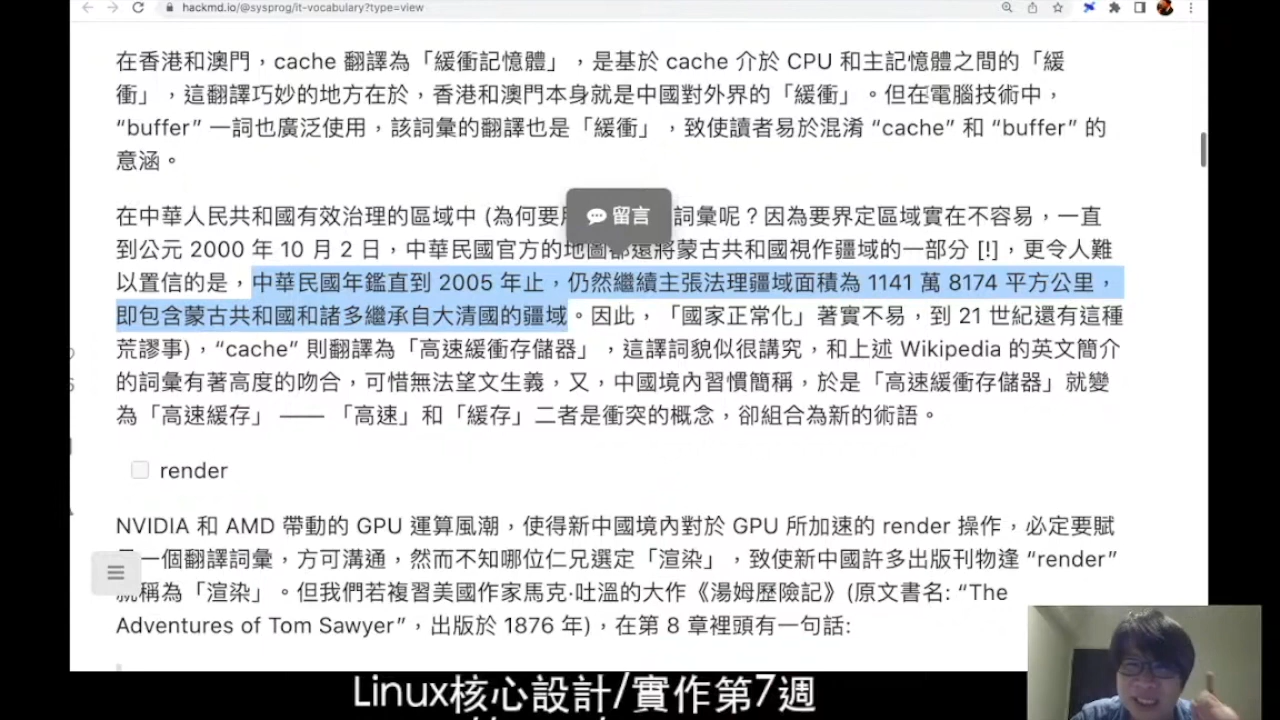 hackmd.io/@sysprog/it-vocabulary?type=view
在香港和澳門，cache 翻譯為「緩衝記憶體」，是基於 cache 介於 CPU 和主記憶體之間的「緩
衝」，這翻譯巧妙的地方在於，香港和澳門本身就是中國對外界的「緩衝」。但在電腦技術中，
“buffer” 一詞也廣泛使用，該詞彙的翻譯也是「緩衝」，致使讀者易於混淆 “cache” 和 “buffer” 的
意涵。
留言
在中華人民共和國有效治理的區域中 (為何要用 詞彙呢？因為要界定區域實在不容易，一直
到公元 2000 年 10 月 2 日，中華民國官方的地圖都還將蒙古共和國視作疆域的一部分 [!]，更令人難
以置信的是，中華民國年鑑直到 2005 年止，仍然繼續主張法理疆域面積為 1141 萬 8174 平方公里，
即包含蒙古共和國和諸多繼承自大清國的疆域。因此，「國家正常化」著實不易，到 21 世紀還有這種
荒謬事)，“cache” 則翻譯為「高速緩衝存儲器」，這譯詞貌似很講究，和上述 Wikipedia 的英文簡介
的詞彙有著高度的吻合，可惜無法望文生義，又，中國境內習慣簡稱，於是「高速緩衝存儲器」就變
為「高速緩存」 —— 「高速」和「緩存」二者是衝突的概念，卻組合為新的術語。
render
NVIDIA 和 AMD 帶動的 GPU 運算風潮，使得新中國境內對於 GPU 所加速的 render 操作，必定要賦
一個翻譯詞彙，方可溝通，然而不知哪位仁兄選定「渲染」，致使新中國許多出版刊物逢 “render”
就稱為「渲染」。但我們若複習美國作家馬克·吐溫的大作《湯姆歷險記》(原文書名: “The
Adventures of Tom Sawyer”，出版於 1876 年)，在第 8 章裡頭有一句話:
Linux核心設計/實作第7週